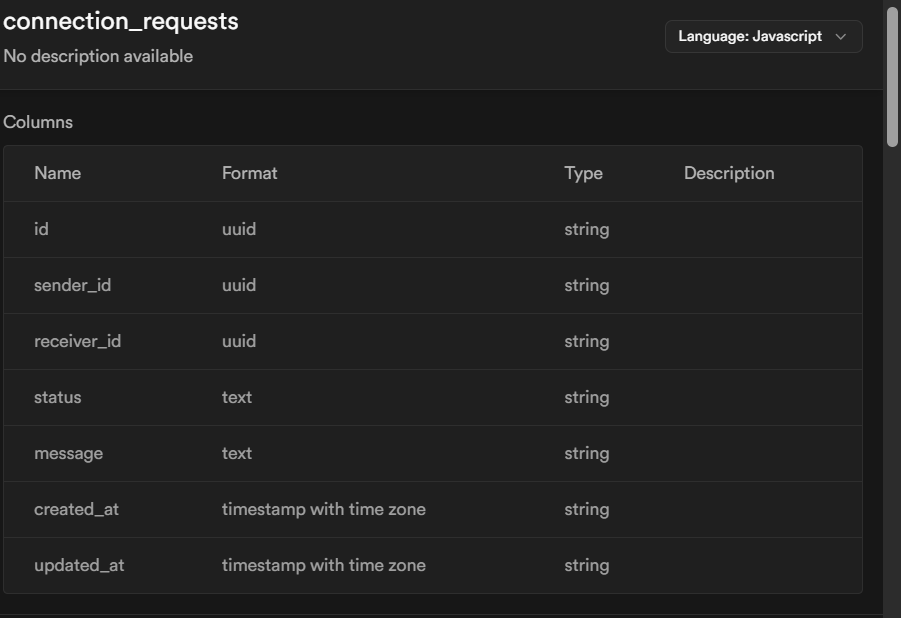 connection_requests
Language: Javascript
No description available
Columns
Name Format Type Description
id uuid string
sender_id uuid string
receiver_id uuid string
status text string
message text string
created_at timestamp with time zone string
updated_at timestamp with time zone string